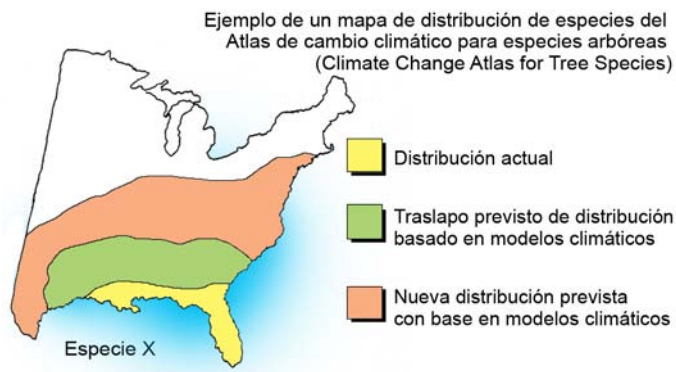 Ejemplo de un mapa de distribución de especies del
Atlas de cambio climático para especies arbóreas
(Climate Change Atlas for Tree Species)
Distribución actual
Traslapo previsto de distribución
basado en modelos climáticos
Nueva distribución prevista
con base en modelos climáticos
Especie X